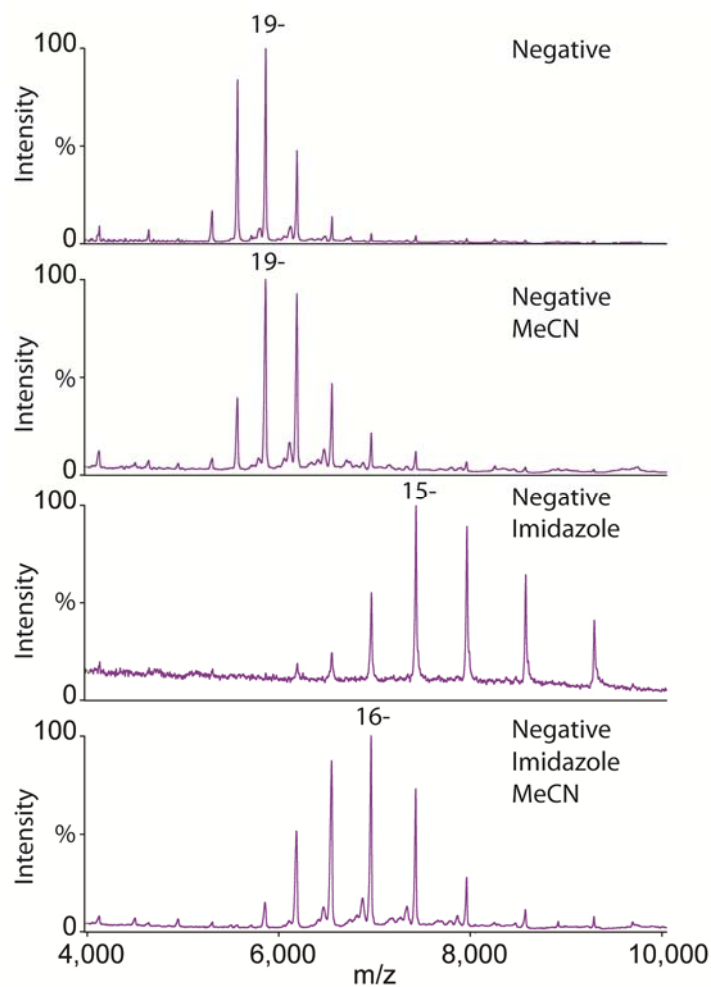 19-
100
Negative
Intensity
%
0
19-
100
Negative
MeCN
Intensity
%
0
15-
100
Negative
Imidazole
Intensity
%
0
16-
100
Negative
Imidazole
MeCN
Intensity
%
0
4,000 6,000 8,000 10,000
m/z